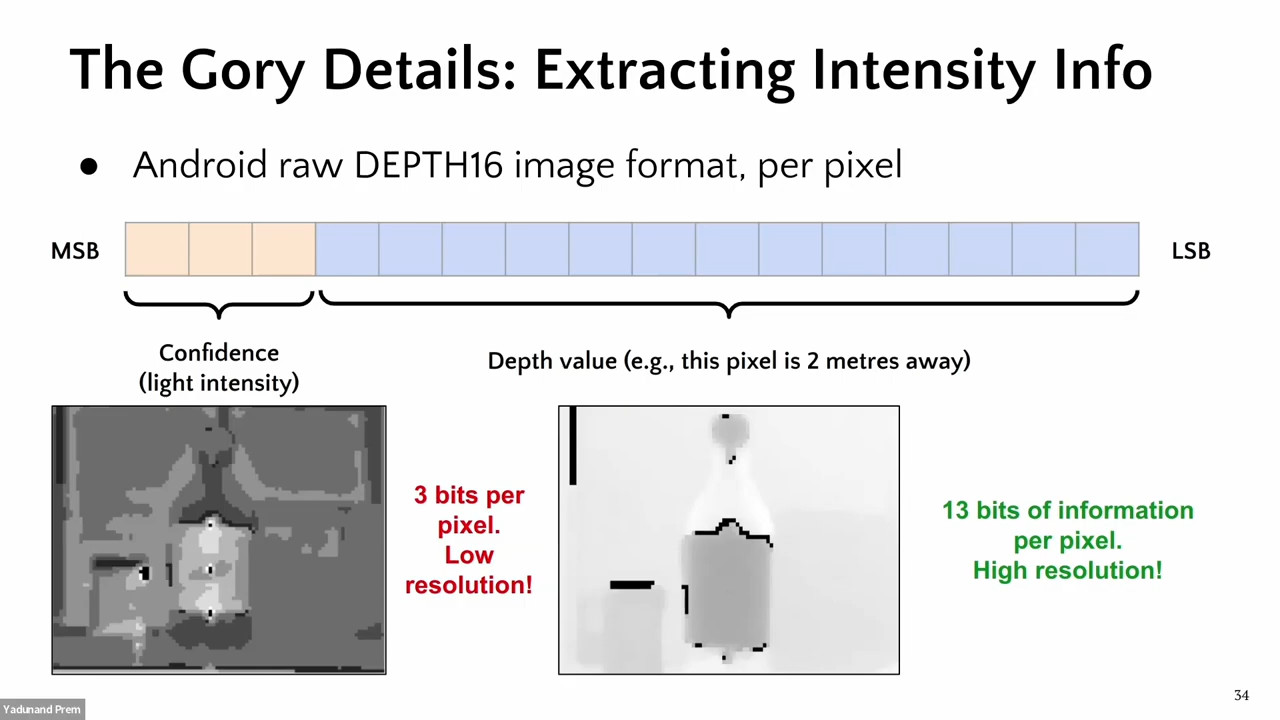 The Gory Details: Extracting Intensity Info
● Android raw DEPTH16 image format, per pixel
MSB
LSB
Confidence
(light intensity)
Depth value (e.g., this pixel is 2 metres away)
3 bits per
pixel.
Low
resolution!
13 bits of information
per pixel.
High resolution!
34
Yadunand Prem